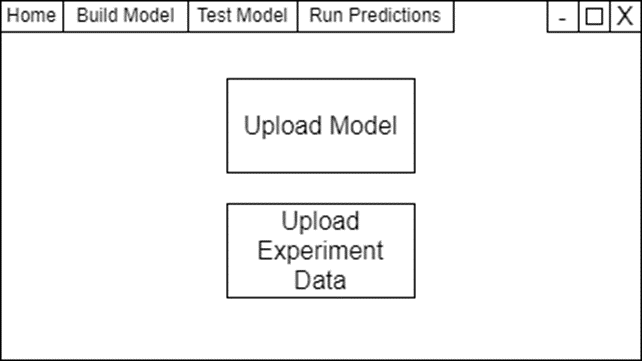 Home Build Model Test Model Run Predictions - □ X
Upload Model
Upload
Experiment
Data